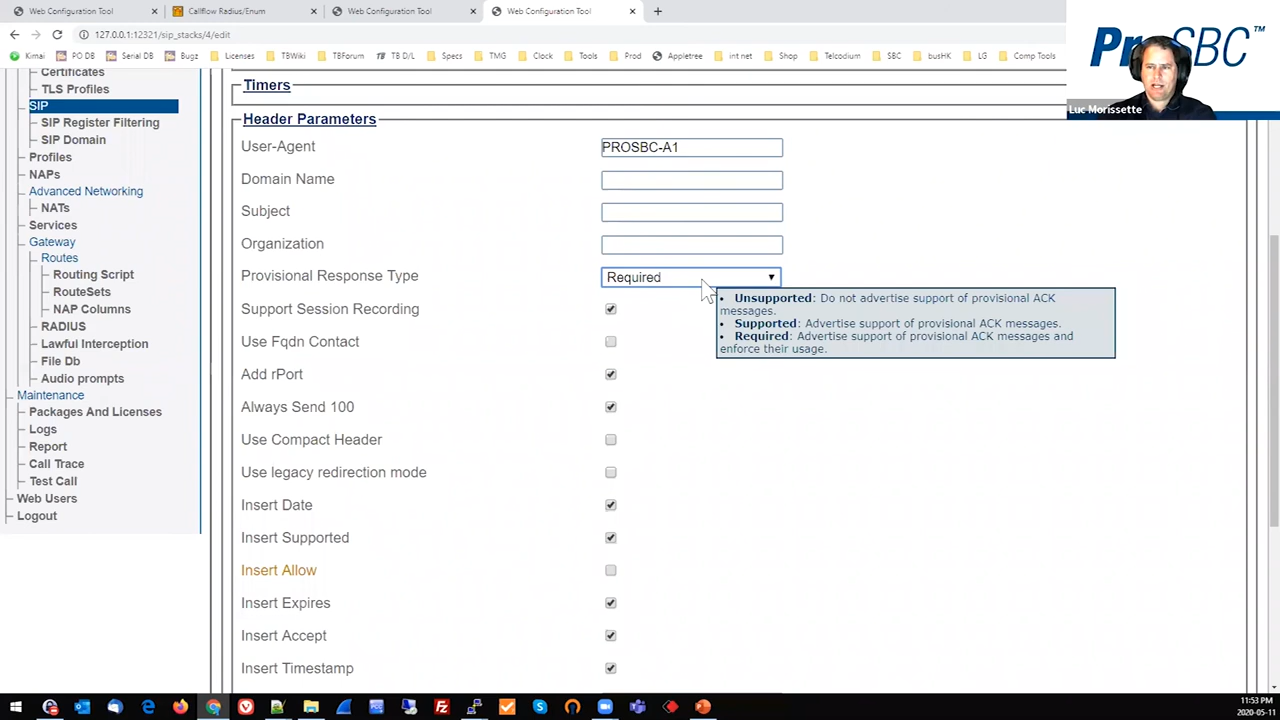 Web Configuration Tool
Callflow Radius/Enum
Web Configuration Tool
Web Configuration Tool
127.0.0.1:12321/sip_stacks/4/edit
Kimai
PO DB
Serial DB
Bugz
Licenses
TBWiki
TBForum
TB D/L
Specs
TMG
Clock
Tools
Prod
Appletree
int net
Shop
Telcodium
SBC
busHK
LG
Comp Tools
SBC™
Luc Morissette
Certificates
TLS Profiles
SIP
SIP Register Filtering
SIP Domain
Profiles
NAPs
Advanced Networking
NATs
Services
Gateway
Routes
Routing Script
RouteSets
NAP Columns
RADIUS
Lawful Interception
File Db
Audio prompts
Maintenance
Packages And Licenses
Logs
Report
Call Trace
Test Call
Web Users
Logout
Timers
Header Parameters
User-Agent PROSBC-A1
Domain Name
Subject
Organization
Provisional Response Type Required
• Unsupported: Do not advertise support of provisional ACK
messages.
• Supported: Advertise support of provisional ACK messages.
• Required: Advertise support of provisional ACK messages and
enforce their usage.
Support Session Recording
Use Fqdn Contact
Add rPort
Always Send 100
Use Compact Header
Use legacy redirection mode
Insert Date
Insert Supported
Insert Allow
Insert Expires
Insert Accept
Insert Timestamp
11:53 PM
2020-05-11